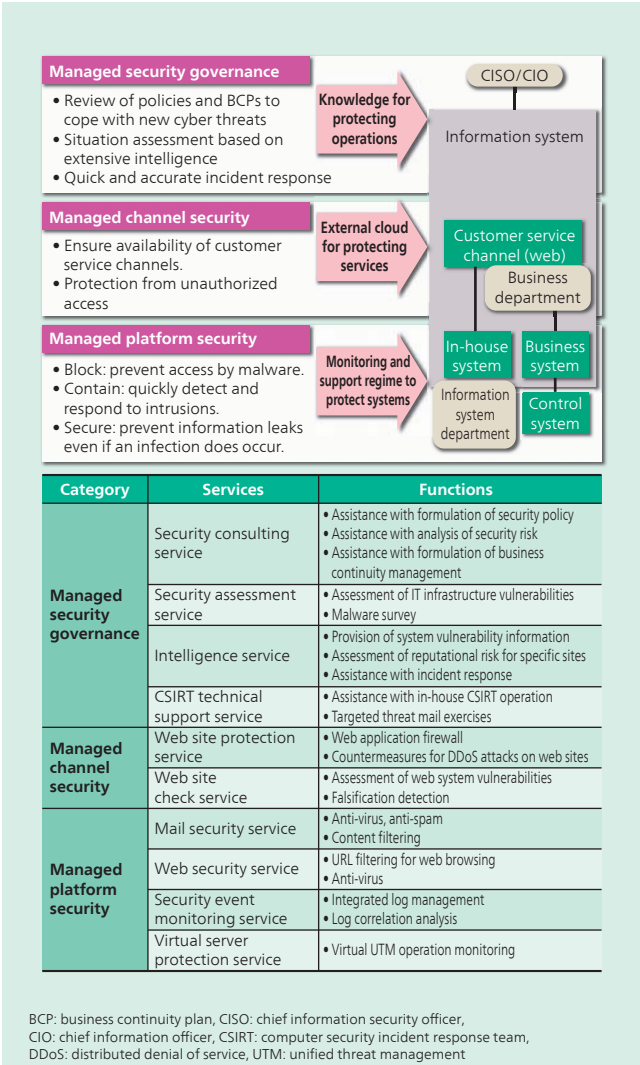 Managed security governance
• Review of policies and BCPs to
cope with new cyber threats
• Situation assessment based on
extensive intelligence
• Quick and accurate incident response
Knowledge for
protecting
operations
CISO/CIO
Information system
Managed channel security
• Ensure availability of customer
service channels.
• Protection from unauthorized
access
External cloud
for protecting
services
Customer service
channel (web)
Business
department
Managed platform security
• Block: prevent access by malware.
• Contain: quickly detect and
respond to intrusions.
• Secure: prevent information leaks
even if an infection does occur.
Monitoring and
support regime to
protect systems
In-house
system
Business
system
Information
system
department
Control
system
Category
Services
Functions
Managed
security
governance
Security consulting
service
• Assistance with formulation of security policy
• Assistance with analysis of security risk
• Assistance with formulation of business
continuity management
Security assessment
service
• Assessment of IT infrastructure vulnerabilities
• Malware survey
Intelligence service
• Provision of system vulnerability information
• Assessment of reputational risk for specific sites
• Assistance with incident response
CSIRT technical
support service
• Assistance with in-house CSIRT operation
• Targeted threat mail exercises
Managed
channel
security
Web site protection
service
• Web application firewall
• Countermeasures for DDoS attacks on web sites
Web site
check service
• Assessment of web system vulnerabilities
• Falsification detection
Managed
platform
security
Mail security service
• Anti-virus, anti-spam
• Content filtering
Web security service
• URL filtering for web browsing
• Anti-virus
Security event
monitoring service
• Integrated log management
• Log correlation analysis
Virtual server
protection service
• Virtual UTM operation monitoring
BCP: business continuity plan, CISO: chief information security officer,
CIO: chief information officer, CSIRT: computer security incident response team,
DDoS: distributed denial of service, UTM: unified threat management